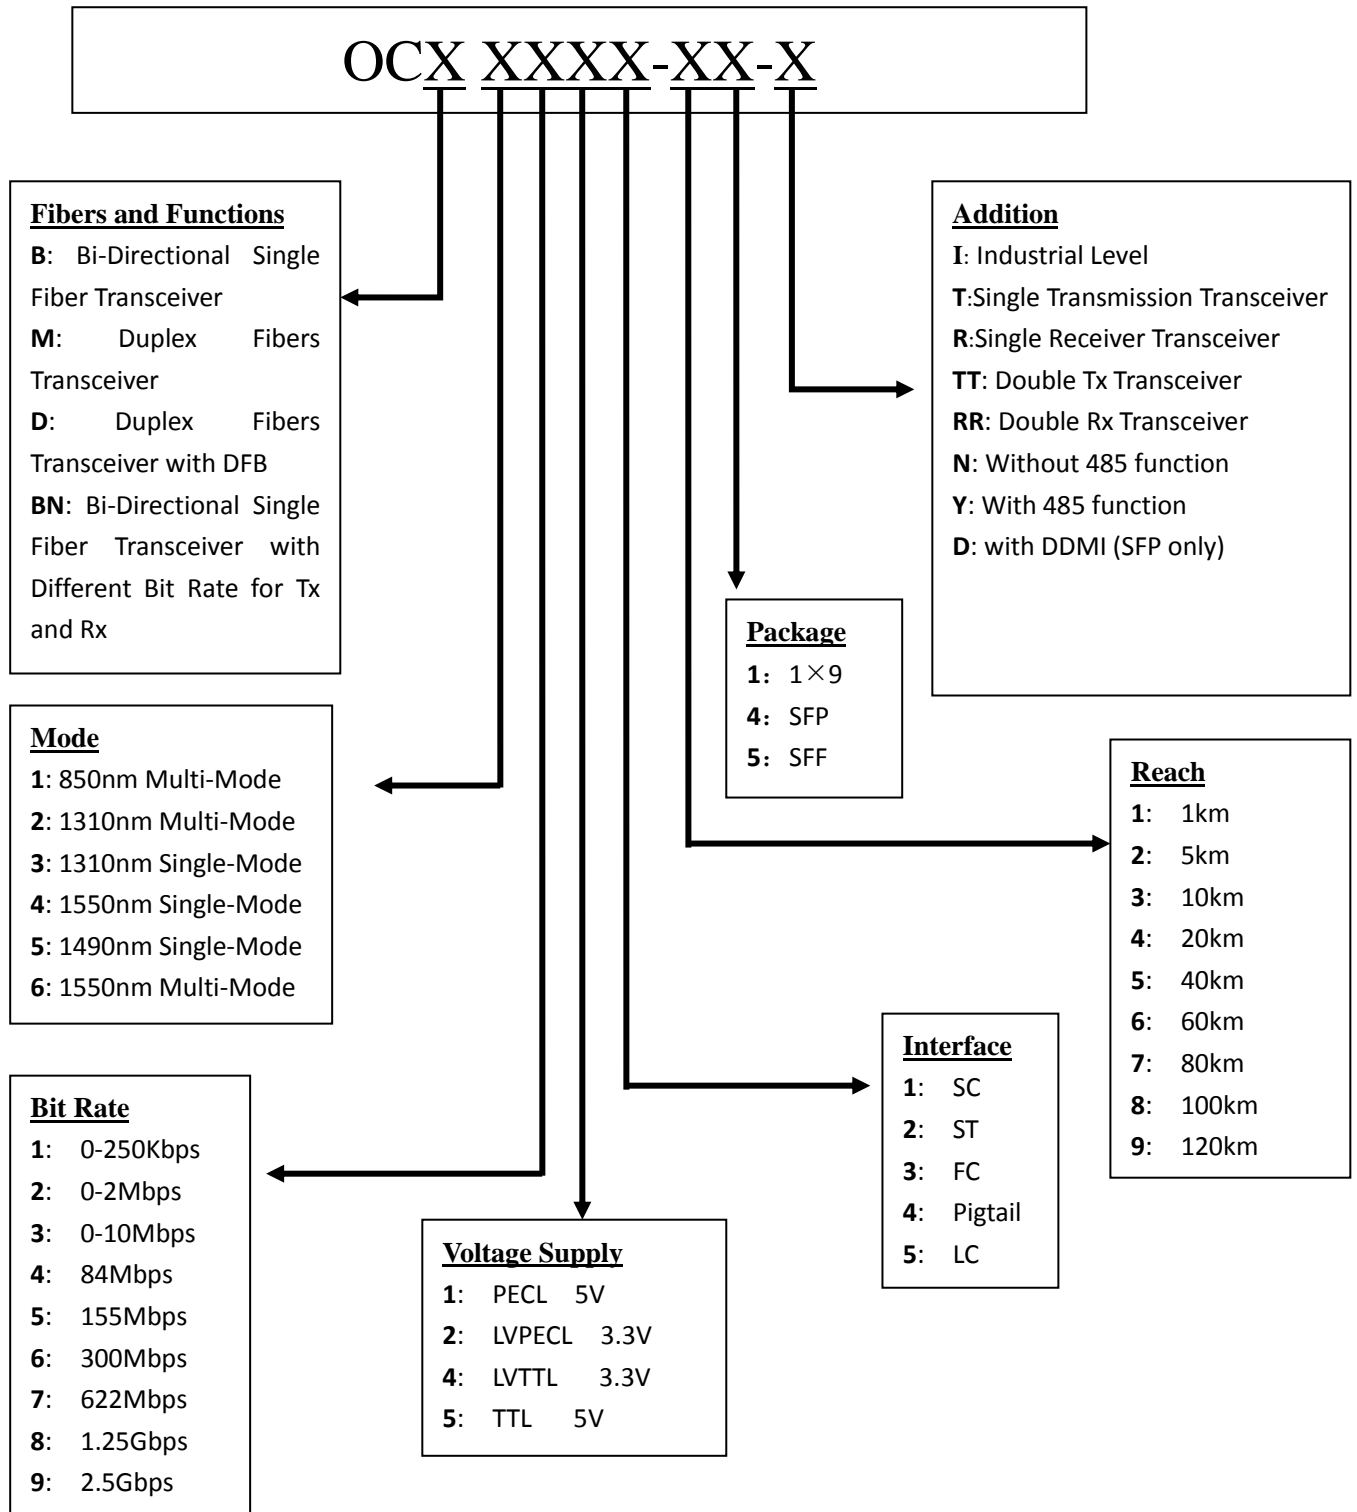 OCX XXXX-XX-X
Fibers and Functions
B: Bi-Directional Single
Fiber Transceiver
M: Duplex Fibers
Transceiver
D: Duplex Fibers
Transceiver with DFB
BN: Bi-Directional Single
Fiber Transceiver with
Different Bit Rate for Tx
and Rx
Addition
I: Industrial Level
T:Single Transmission Transceiver
R:Single Receiver Transceiver
TT: Double Tx Transceiver
RR: Double Rx Transceiver
N: Without 485 function
Y: With 485 function
D: with DDMI (SFP only)
Package
1： 1×9
4： SFP
5： SFF
Mode
1: 850nm Multi-Mode
2: 1310nm Multi-Mode
3: 1310nm Single-Mode
4: 1550nm Single-Mode
5: 1490nm Single-Mode
6: 1550nm Multi-Mode
Reach
1: 1km
2: 5km
3: 10km
4: 20km
5: 40km
6: 60km
7: 80km
8: 100km
9: 120km
Interface
1: SC
2: ST
3: FC
4: Pigtail
5: LC
Bit Rate
1: 0-250Kbps
2: 0-2Mbps
3: 0-10Mbps
4: 84Mbps
5: 155Mbps
6: 300Mbps
7: 622Mbps
8: 1.25Gbps
9: 2.5Gbps
Voltage Supply
1: PECL 5V
2: LVPECL 3.3V
4: LVTTL 3.3V
5: TTL 5V